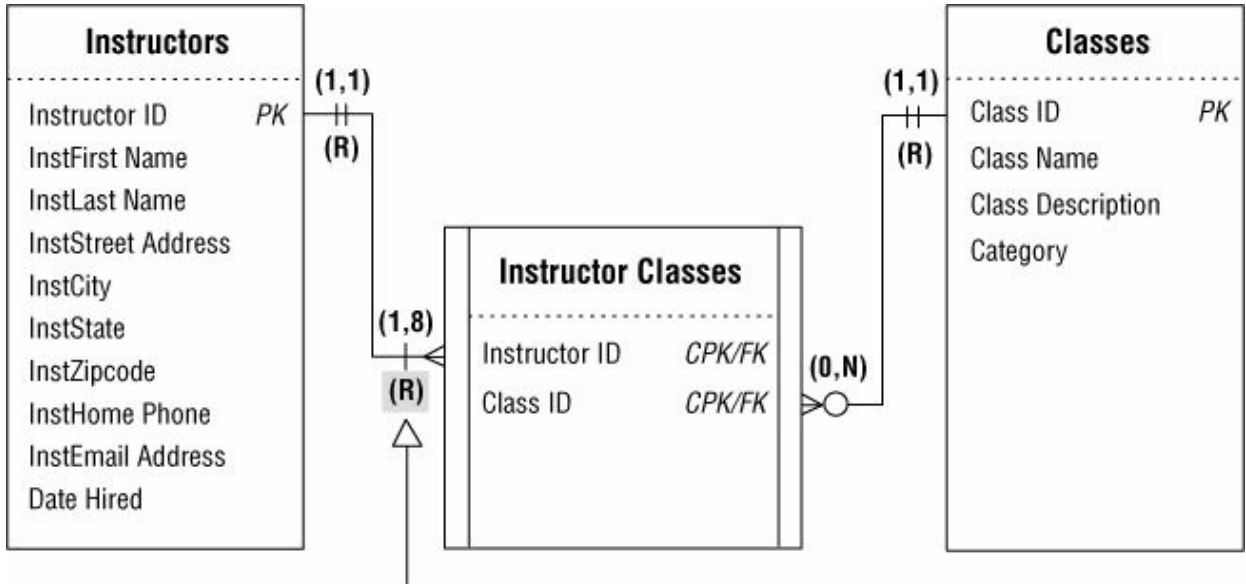 Instructors
Instructor ID PK
InstFirst Name
InstLast Name
InstStreet Address
InstCity
InstState
InstZipcode
InstHome Phone
InstEmail Address
Date Hired
(1,1)
(R)
(1,8)
(R)
Instructor Classes
Instructor ID CPK/FK
Class ID CPK/FK
(0,N)
(1,1)
(R)
Classes
Class ID PK
Class Name
Class Description
Category